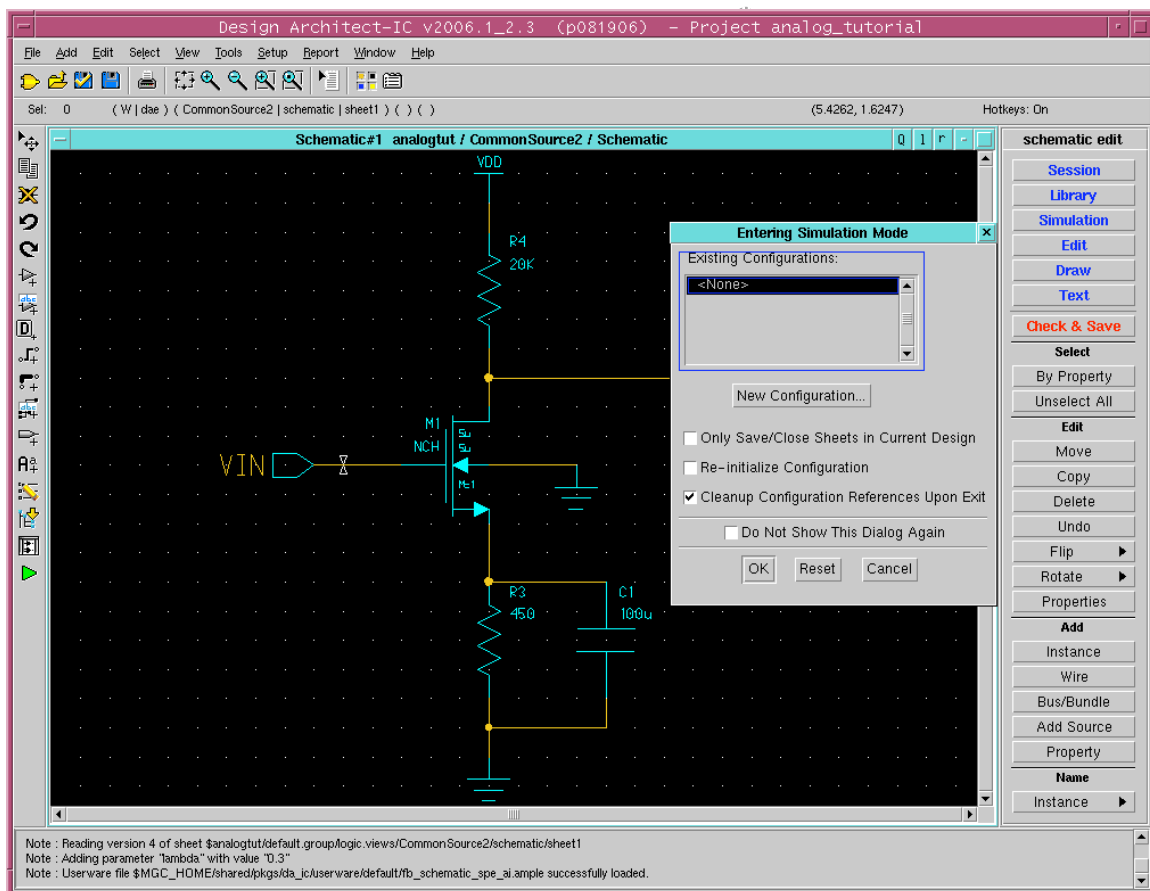 Design Architect-IC v2006.1_2.3 (p081906) - Project analog_tutorial
File Add Edit Select View Tools Setup Report Window Help
Sel: 0 ( W | dae ) ( CommonSource2 | schematic | sheet1 ) ( ) ( ) (5.4262, 1.6247) Hotkeys: On
Schematic#1 analogtut / CommonSource2 / Schematic
Q l r -
schematic edit
Session
Library
Simulation
Edit
Draw
Text
Check & Save
Select
By Property
Unselect All
Edit
Move
Copy
Delete
Undo
Flip
Rotate
Properties
Add
Instance
Wire
Bus/Bundle
Add Source
Property
Name
Instance
VDD
R4
20K
M1
NCH
5u
5u
M:1
VIN
R3
450
C1
100u
Entering Simulation Mode
Existing Configurations:
<None>
New Configuration...
Only Save/Close Sheets in Current Design
Re-initialize Configuration
Cleanup Configuration References Upon Exit
Do Not Show This Dialog Again
OK Reset Cancel
Note : Reading version 4 of sheet $analogtut/default.group/logic.views/CommonSource2/schematic/sheet1
Note : Adding parameter "lambda" with value "0.3"
Note : Userware file $MGC_HOME/shared/pkgs/da_ic/userware/default/fb_schematic_spe_ai.ample successfully loaded.